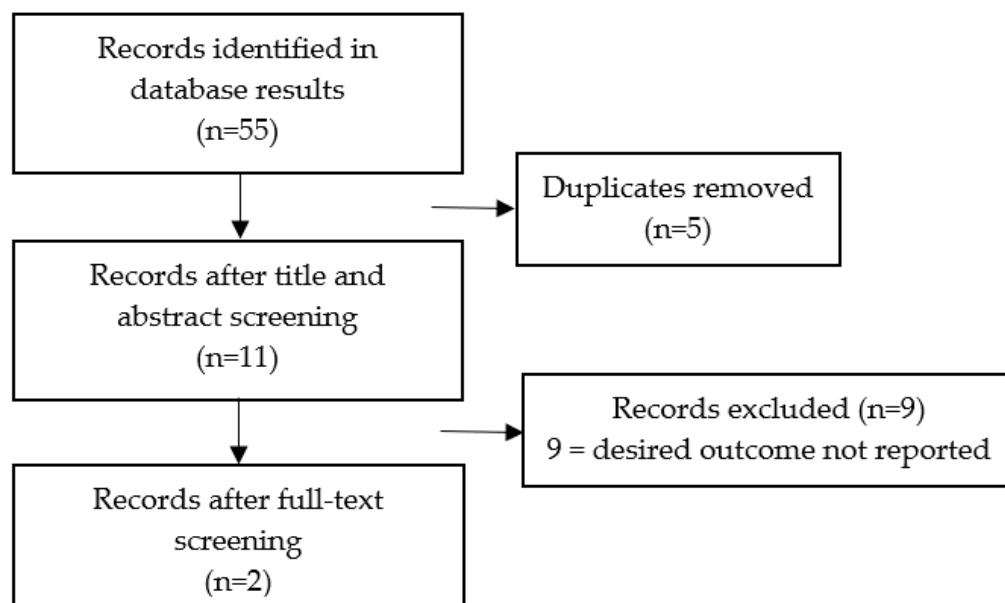 Records identified in
database results
(n=55)
Duplicates removed
(n=5)
Records after title and
abstract screening
(n=11)
Records excluded (n=9)
9 = desired outcome not reported
Records after full-text
screening
(n=2)